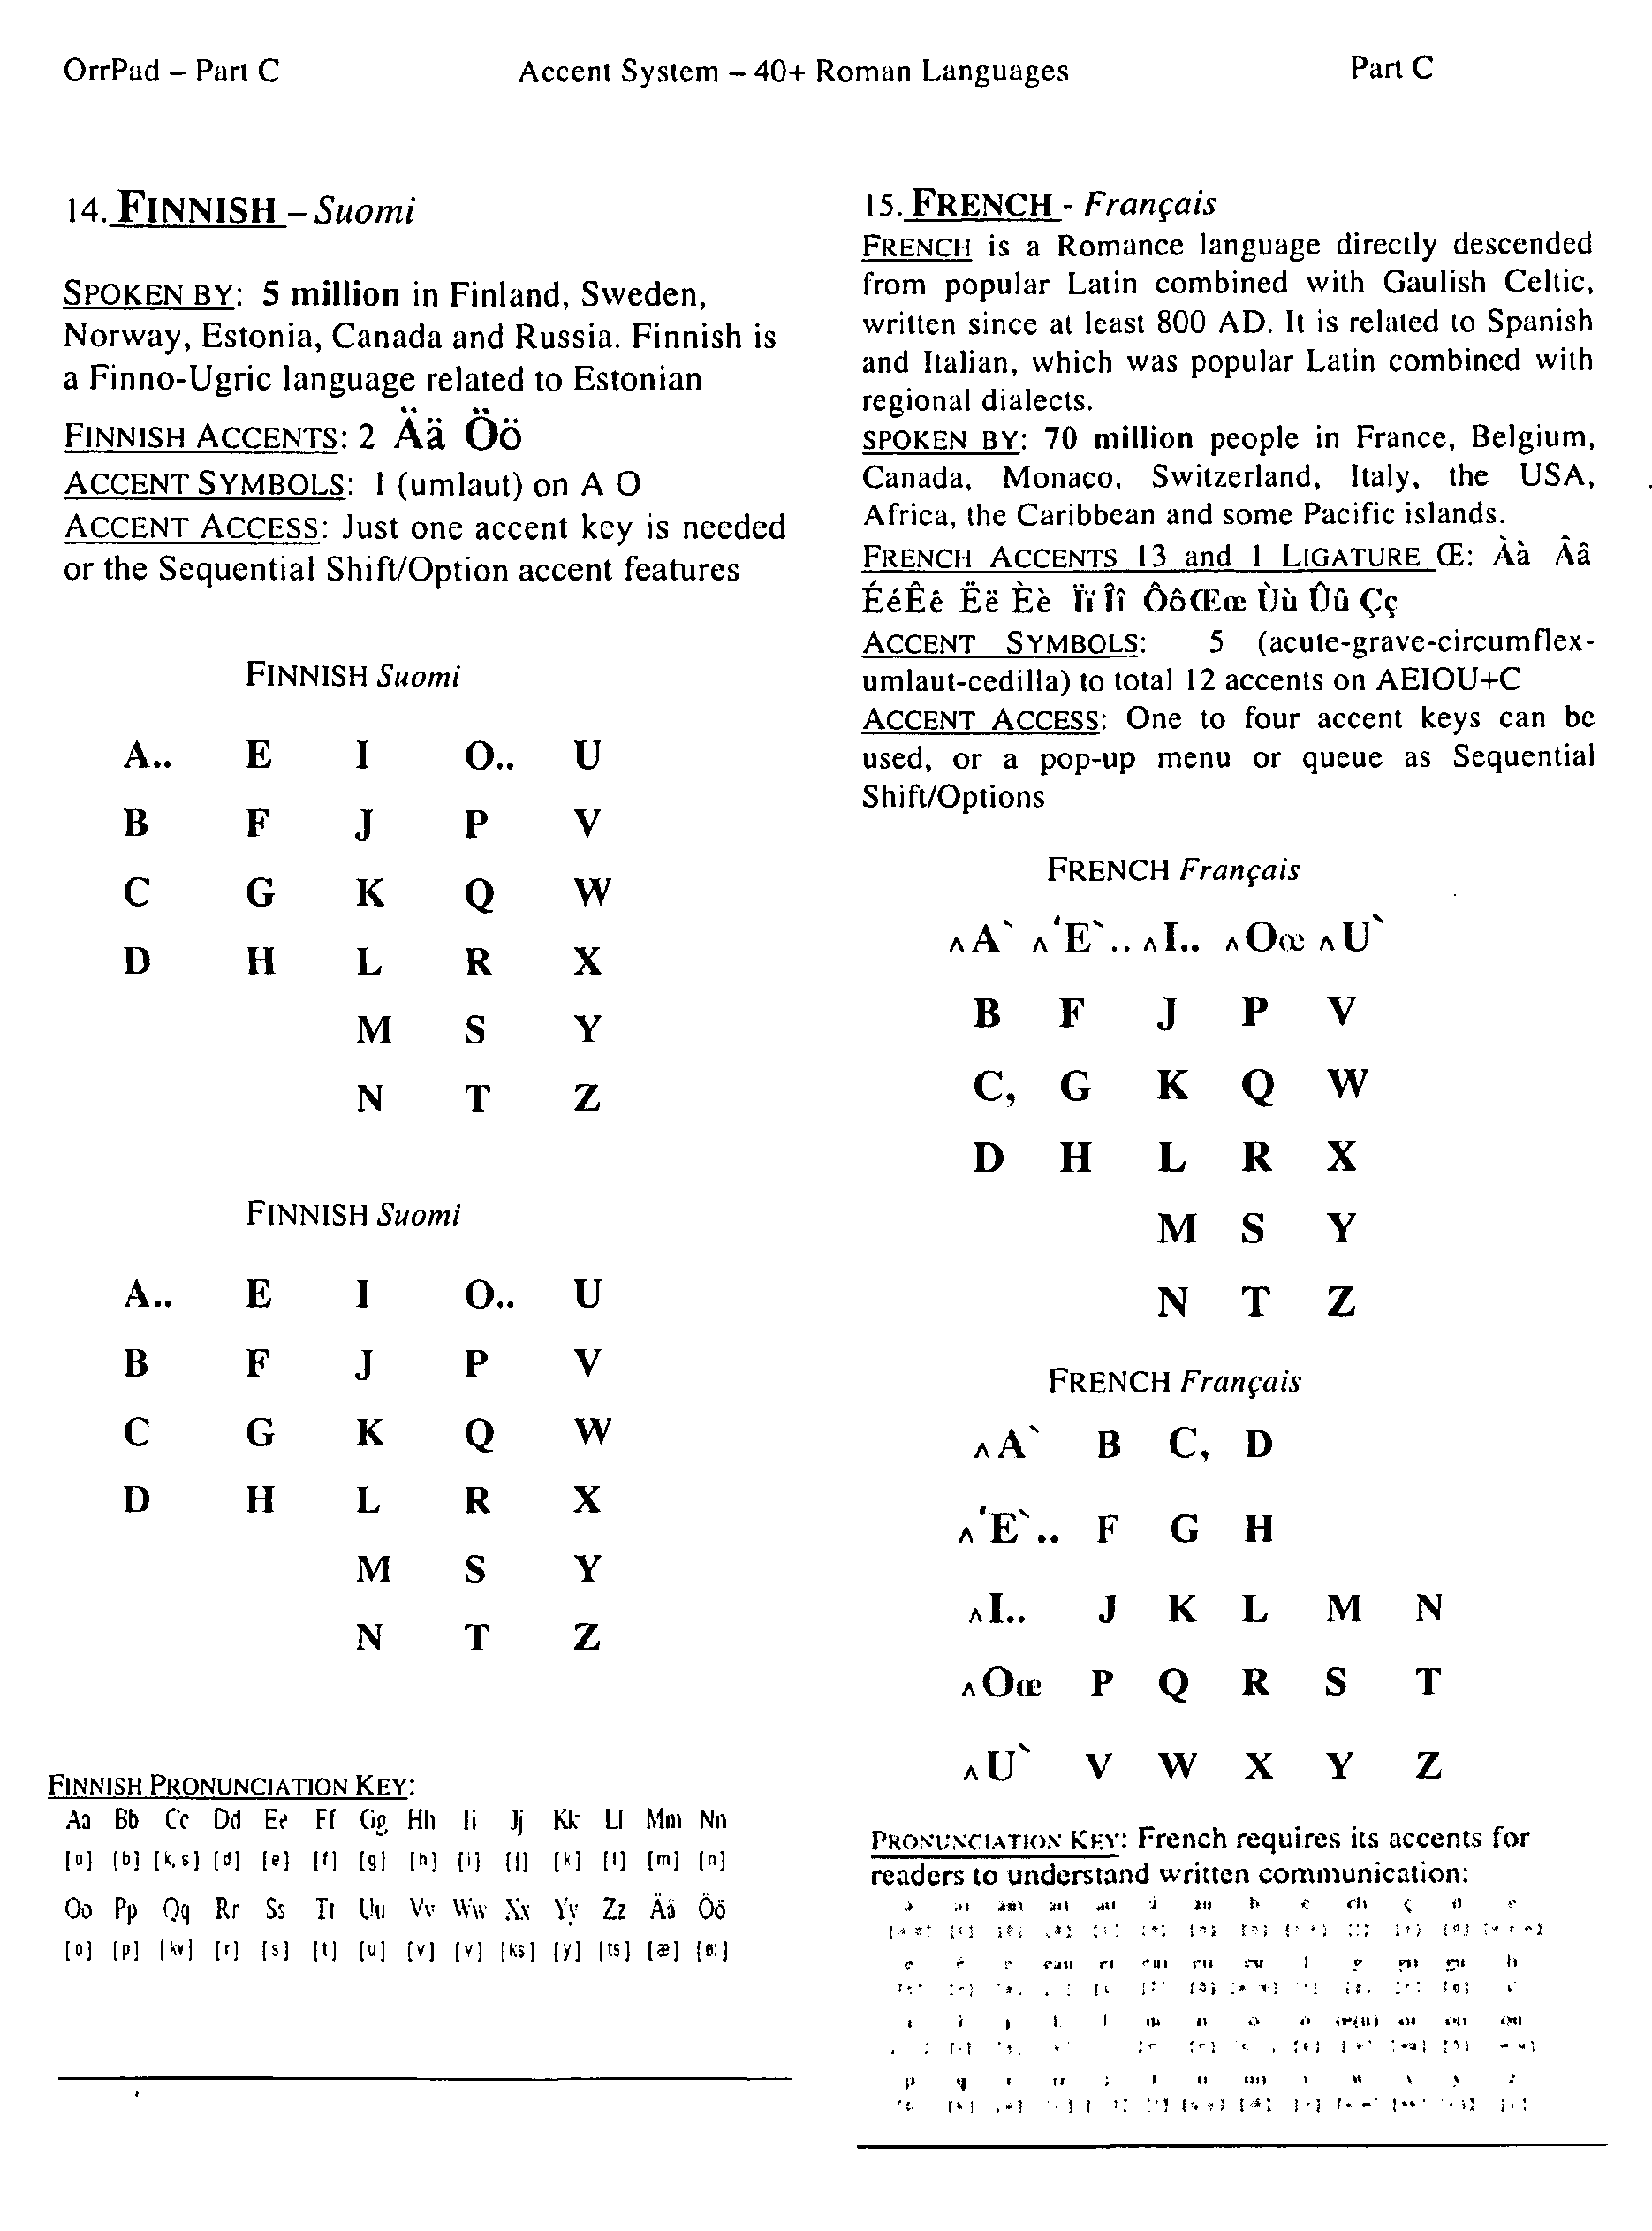 OrrPad – Part C
Accent System – 40+ Roman Languages
Part C
14. FINNISH – Suomi
SPOKEN BY: 5 million in Finland, Sweden,
Norway, Estonia, Canada and Russia. Finnish is
a Finno-Ugric language related to Estonian
FINNISH ACCENTS: 2 Ää Öö
ACCENT SYMBOLS: 1 (umlaut) on A O
ACCENT ACCESS: Just one accent key is needed
or the Sequential Shift/Option accent features
FINNISH Suomi
A.. E I O.. U
B F J P V
C G K Q W
D H L R X
M S Y
N T Z
FINNISH Suomi
A.. E I O.. U
B F J P V
C G K Q W
D H L R X
M S Y
N T Z
FINNISH PRONUNCIATION KEY:
Aa Bb Cc Dd Ee Ff Gg Hh Ii Jj Kk Ll Mm Nn
[a] [b] [k, s] [d] [e] [f] [g] [h] [i] [j] [k] [l] [m] [n]
Oo Pp Qq Rr Ss Tt Uu Vv Ww Xx Yy Zz Ää Öö
[o] [p] [kv] [r] [s] [t] [u] [v] [v] [ks] [y] [ts] [æ] [ø:]
15. FRENCH - Français
FRENCH is a Romance language directly descended
from popular Latin combined with Gaulish Celtic,
written since at least 800 AD. It is related to Spanish
and Italian, which was popular Latin combined with
regional dialects.
SPOKEN BY: 70 million people in France, Belgium,
Canada, Monaco, Switzerland, Italy, the USA,
Africa, the Caribbean and some Pacific islands.
FRENCH ACCENTS 13 and 1 LIGATURE Œ: Àà Ââ
ÉéÊê Ëë Èè Ïï Îî ÔôŒœ Ùù Ûû Çç
ACCENT SYMBOLS: 5 (acute-grave-circumflex-
umlaut-cedilla) to total 12 accents on AEIOU+C
ACCENT ACCESS: One to four accent keys can be
used, or a pop-up menu or queue as Sequential
Shift/Options
FRENCH Français
^A` ^'E`.. ^I.. ^Oœ ^U`
B F J P V
C, G K Q W
D H L R X
M S Y
N T Z
FRENCH Français
^A` B C, D
^'E`.. F G H
^I.. J K L M N
^Oœ P Q R S T
^U` V W X Y Z
PRONUNCIATION KEY: French requires its accents for
readers to understand written communication: